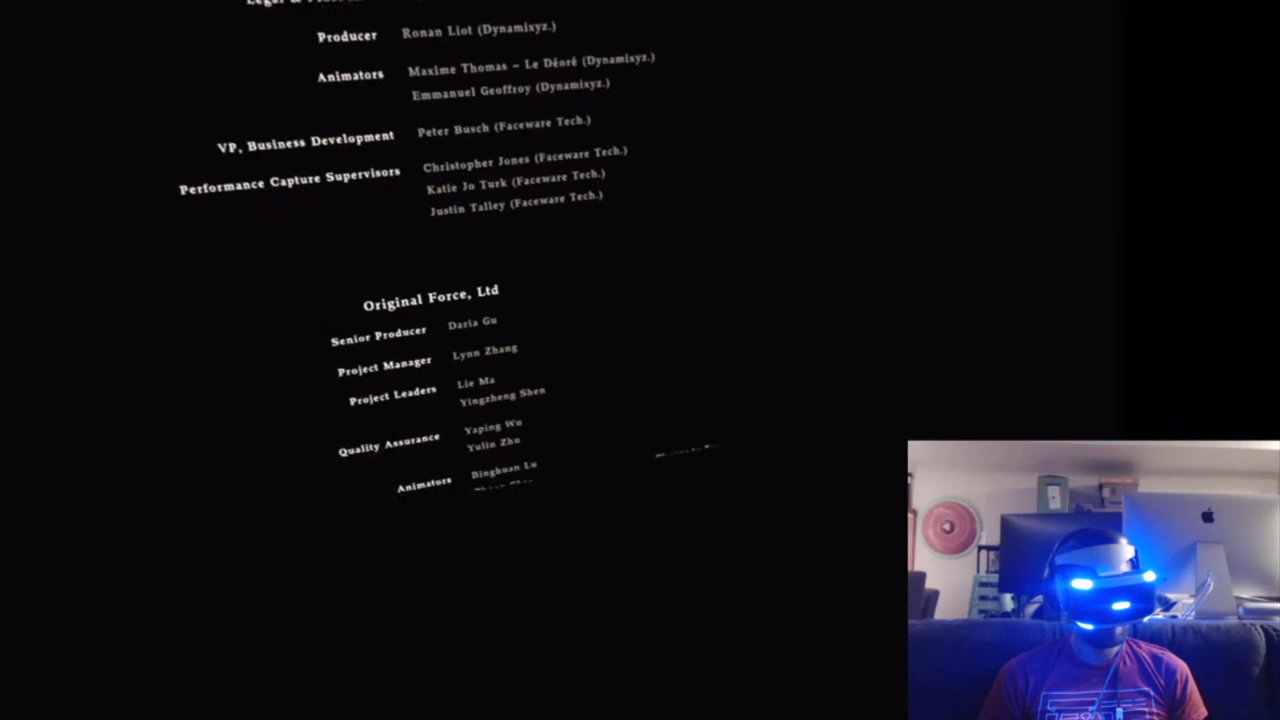 Producer Ronan Liot (Dynamixyz.)
Animators Maxime Thomas – Le Déoré (Dynamixyz.)
Emmanuel Geoffroy (Dynamixyz.)
VP, Business Development Peter Busch (Faceware Tech.)
Performance Capture Supervisors Christopher Jones (Faceware Tech.)
Katie Jo Turk (Faceware Tech.)
Justin Talley (Faceware Tech.)
Original Force, Ltd
Senior Producer Daria Gu
Project Manager Lynn Zhang
Project Leaders Lie Ma
Yingzheng Shen
Quality Assurance Yaping Wu
Yulin Zhu
Animators Binghuan Lu